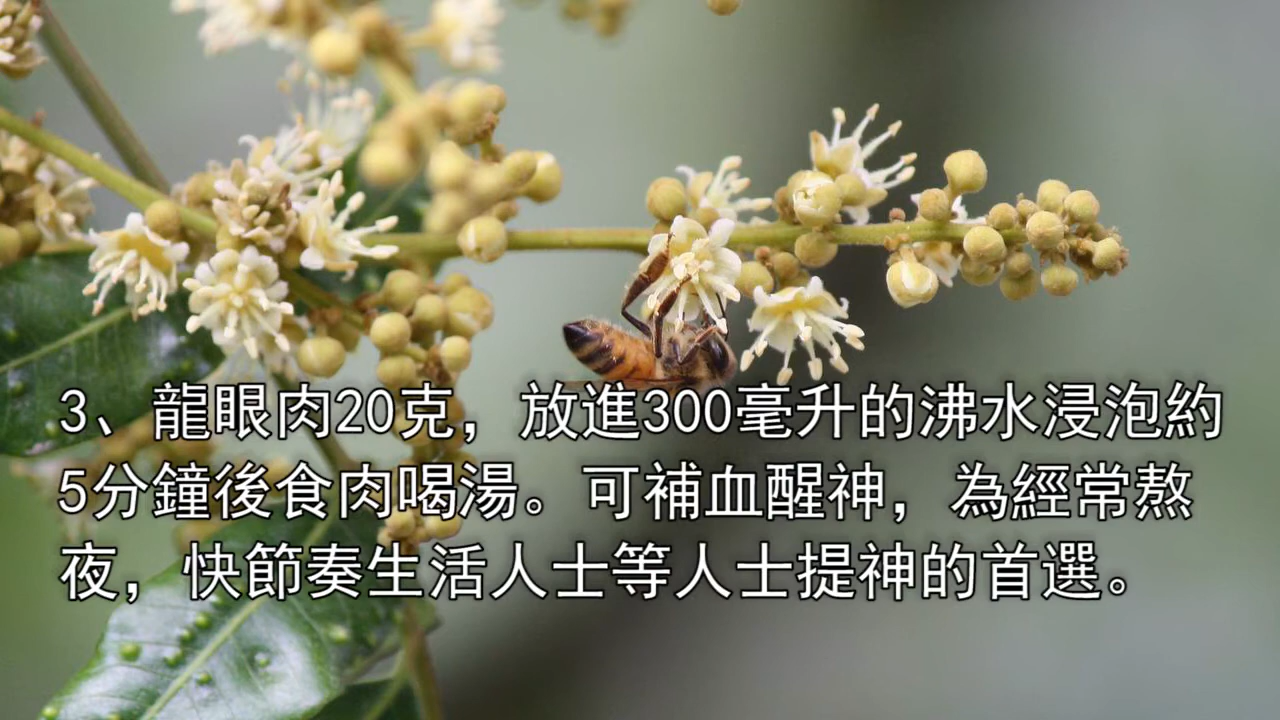 3、龍眼肉20克，放進300毫升的沸水浸泡約
5分鐘後食肉喝湯。可補血醒神，為經常熬
夜，快節奏生活人士等人士提神的首選。